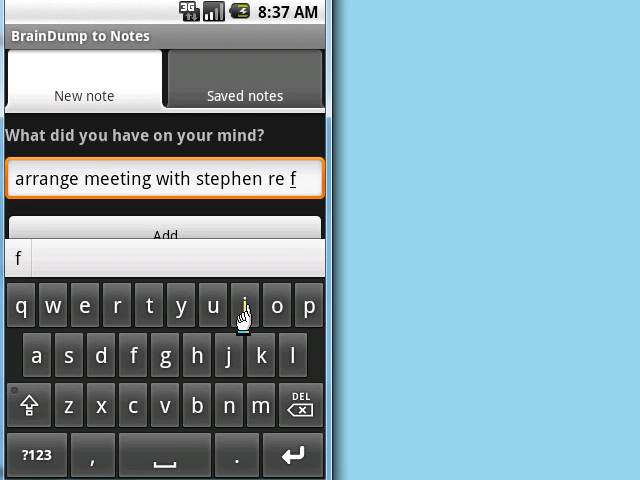 3G 8:37 AM
BrainDump to Notes
New note Saved notes
What did you have on your mind?
arrange meeting with stephen re f
Add
f
q w e r t y u i o p
a s d f g h j k l
z x c v b n m DEL
?123 , .